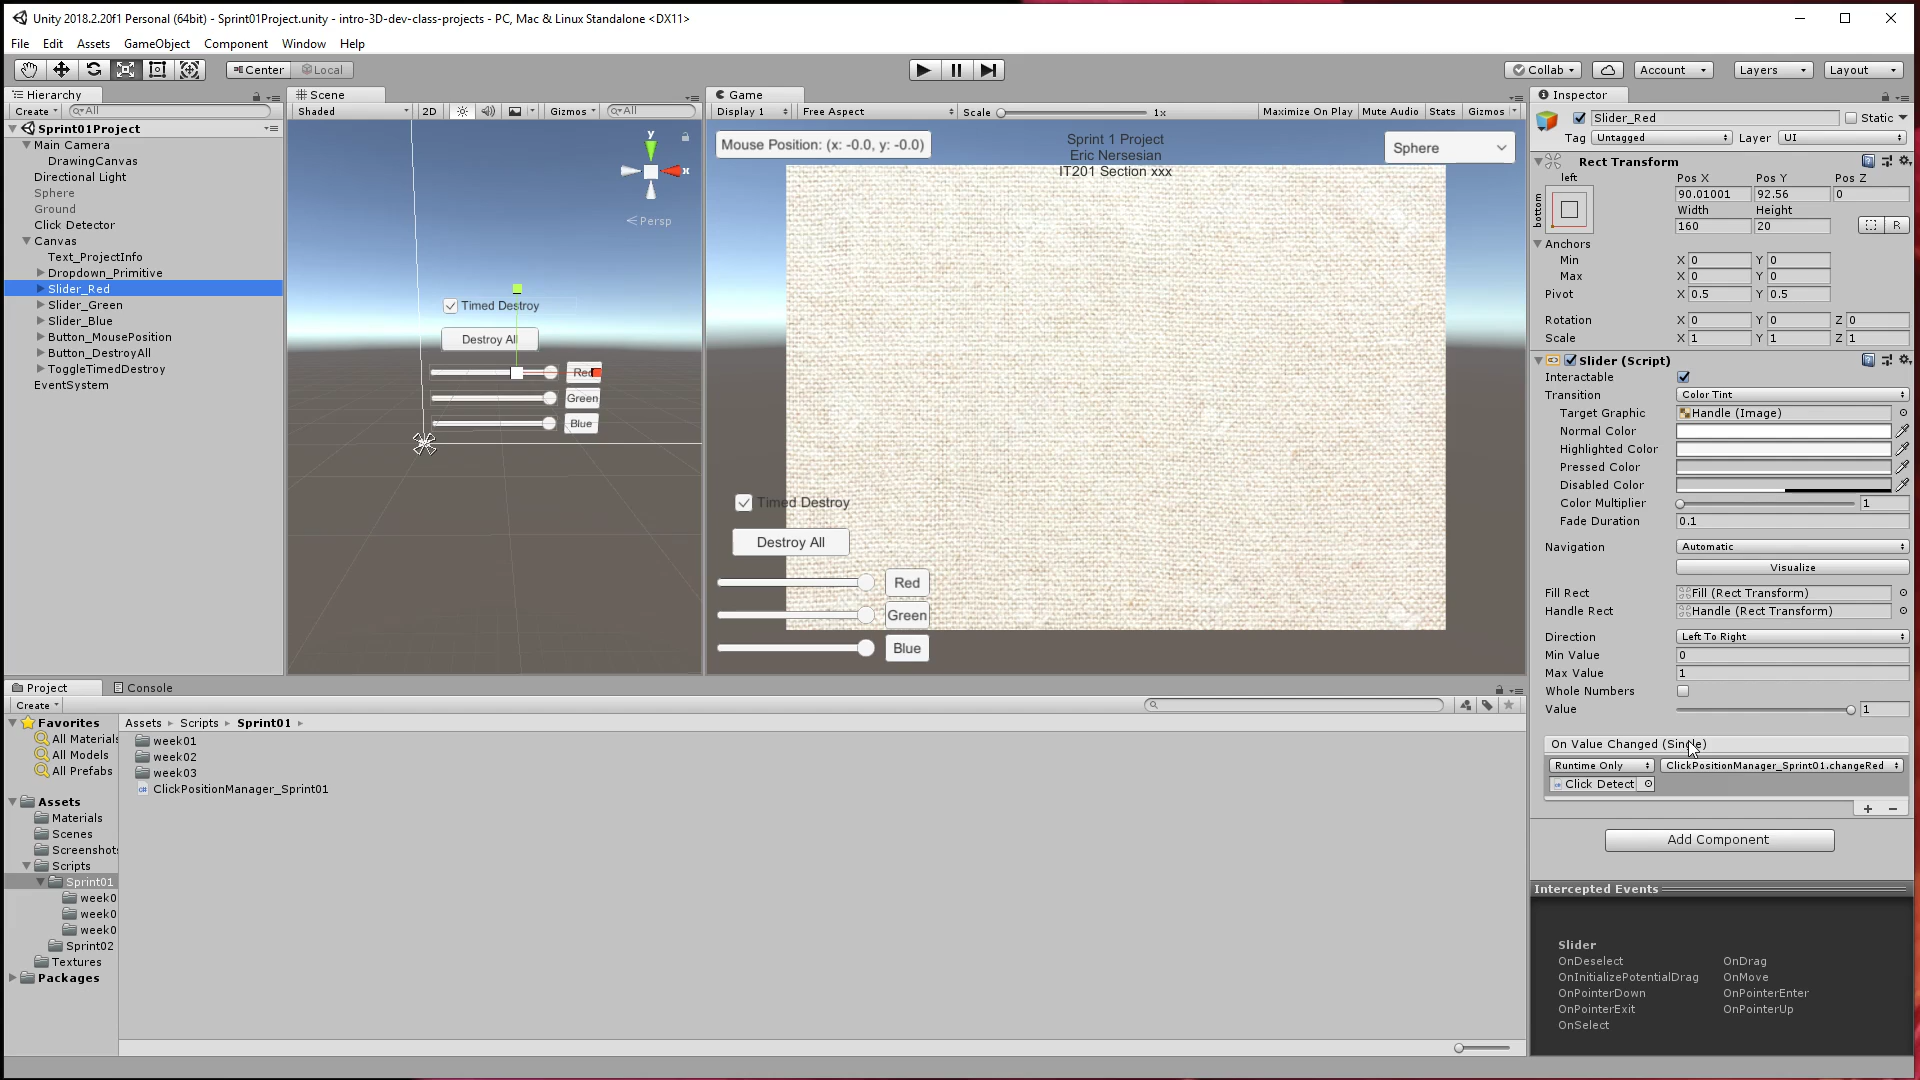 Unity 2018.2.20f1 Personal (64bit) - Sprint01Project.unity - intro-3D-dev-class-projects - PC, Mac & Linux Standalone <DX11>
File Edit Assets GameObject Component Window Help
Center Local Collab Account Layers Layout
Hierarchy
Create All
Sprint01Project
Main Camera
DrawingCanvas
Directional Light
Sphere
Ground
Click Detector
Canvas
Text_ProjectInfo
Dropdown_Primitive
Slider_Red
Slider_Green
Slider_Blue
Button_MousePosition
Button_DestroyAll
ToggleTimedDestroy
EventSystem
Scene
Shaded 2D Gizmos All
y
x
Persp
Timed Destroy
Destroy All
Red
Green
Blue
Game
Display 1 Free Aspect Scale 1x Maximize On Play Mute Audio Stats Gizmos
Mouse Position: (x: -0.0, y: -0.0)
Sprint 1 Project
Eric Nersesian
IT201 Section xxx
Sphere
Timed Destroy
Destroy All
Red
Green
Blue
Inspector
Slider_Red Static
Tag Untagged Layer UI
Rect Transform
left Pos X Pos Y Pos Z
bottom 90.01001 92.56 0
Width Height
160 20 R
Anchors
Min X 0 Y 0
Max X 0 Y 0
Pivot X 0.5 Y 0.5
Rotation X 0 Y 0 Z 0
Scale X 1 Y 1 Z 1
Slider (Script)
Interactable
Transition Color Tint
Target Graphic Handle (Image)
Normal Color
Highlighted Color
Pressed Color
Disabled Color
Color Multiplier 1
Fade Duration 0.1
Navigation Automatic
Visualize
Fill Rect Fill (Rect Transform)
Handle Rect Handle (Rect Transform)
Direction Left To Right
Min Value 0
Max Value 1
Whole Numbers
Value 1
On Value Changed (Single)
Runtime Only ClickPositionManager_Sprint01.changeRed
Click Detect
+ −
Add Component
Intercepted Events
Slider
OnDeselect OnDrag
OnInitializePotentialDrag OnMove
OnPointerDown OnPointerEnter
OnPointerExit OnPointerUp
OnSelect
Project Console
Create
Favorites
All Materials
All Models
All Prefabs
Assets
Materials
Scenes
Screenshots
Scripts
Sprint01
week0
week0
week0
Sprint02
Textures
Packages
Assets Scripts Sprint01
week01
week02
week03
ClickPositionManager_Sprint01